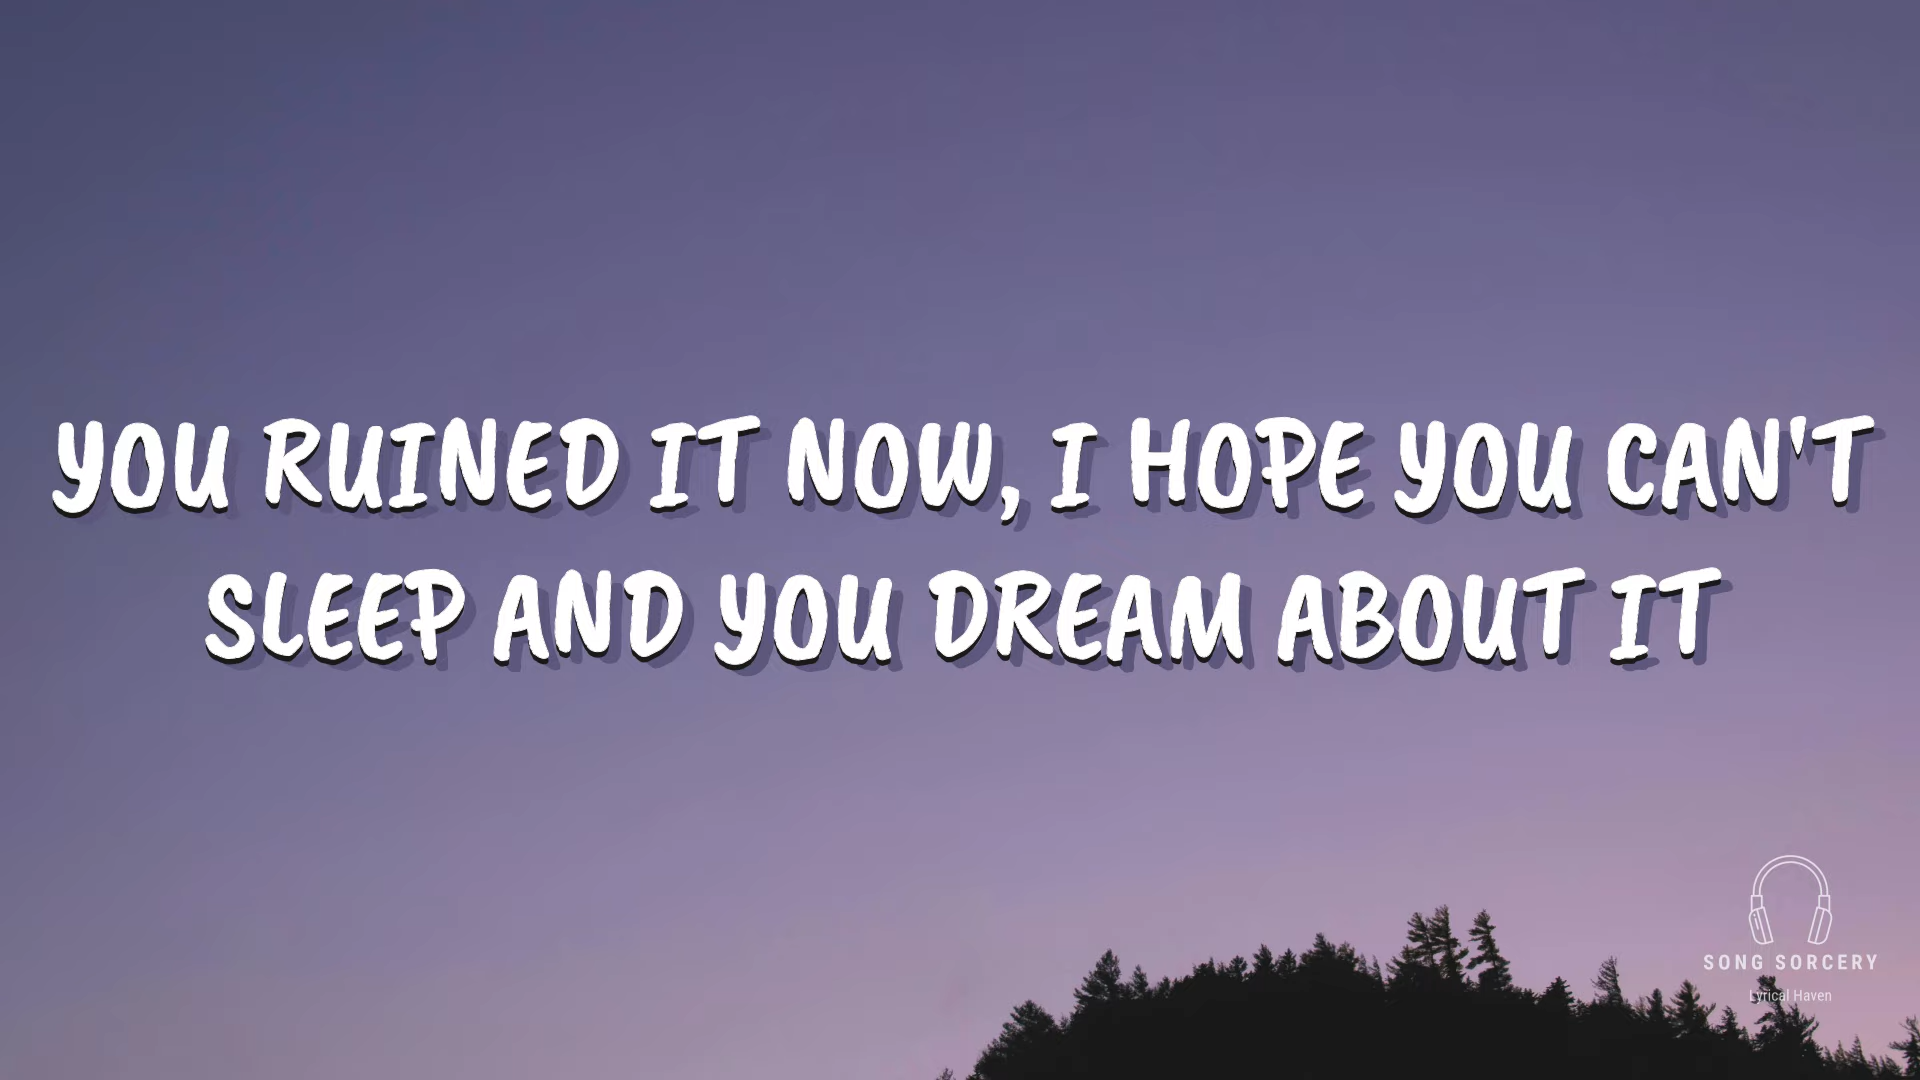 YOU RUINED IT NOW, I HOPE YOU CAN'T
SLEEP AND YOU DREAM ABOUT IT
SONG SORCERY
Lyrical Haven